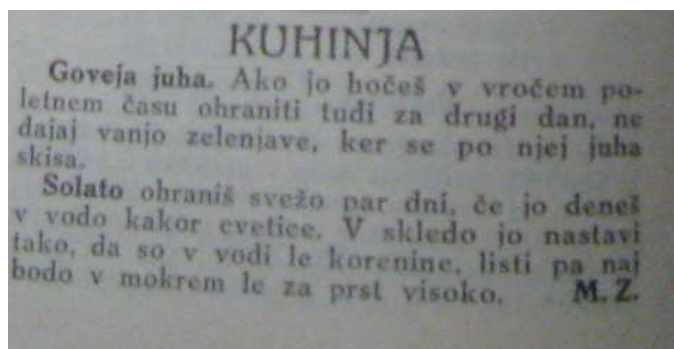 KUHINJA
Goveja juha. Ako jo hočeš v vročem po-
letnem času ohraniti tudi za drugi dan, ne
dajaj vanjo zelenjave, ker se po njej juha
skisa.
Solato ohraniš svežo par dni, če jo deneš
v vodo kakor cvetice. V skledo jo nastavi
tako, da so v vodi le korenine, listi pa naj
bodo v mokrem le za prst visoko. M. Z.